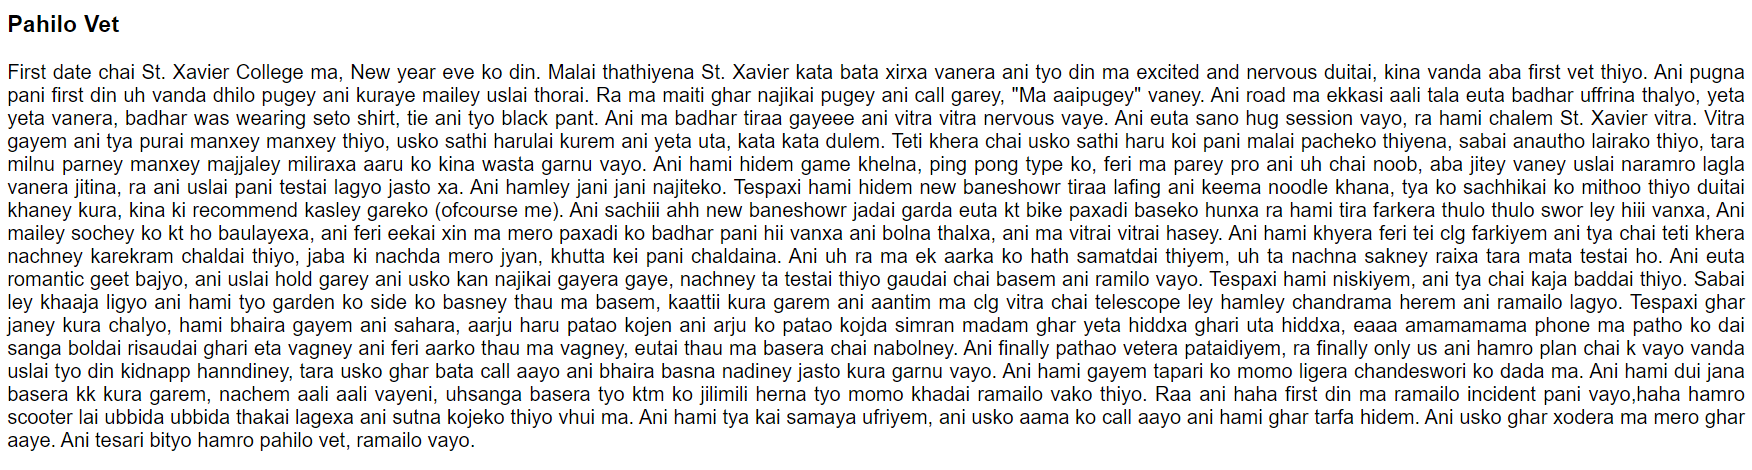 Pahilo Vet
First date chai St. Xavier College ma, New year eve ko din. Malai thathiyena St. Xavier kata bata xirxa vanera ani tyo din ma excited and nervous duitai, kina vanda aba first vet thiyo. Ani pugna
pani first din uh vanda dhilo pugey ani kuraye mailey uslai thorai. Ra ma maiti ghar najikai pugey ani call garey, "Ma aaipugey" vaney. Ani road ma ekkasi aali tala euta badhar uffrina thalyo, yeta
yeta vanera, badhar was wearing seto shirt, tie ani tyo black pant. Ani ma badhar tiraa gayeee ani vitra vitra nervous vaye. Ani euta sano hug session vayo, ra hami chalem St. Xavier vitra. Vitra
gayem ani tya purai manxey manxey thiyo, usko sathi harulai kurem ani yeta uta, kata kata dulem. Teti khera chai usko sathi haru koi pani malai pacheko thiyena, sabai anautho lairako thiyo, tara
milnu parney manxey majjaley miliraxa aaru ko kina wasta garnu vayo. Ani hami hidem game khelna, ping pong type ko, feri ma parey pro ani uh chai noob, aba jitey vaney uslai naramro lagla
vanera jitina, ra ani uslai pani testai lagyo jasto xa. Ani hamley jani jani najiteko. Tespaxi hami hidem new baneshowr tiraa lafing ani keema noodle khana, tya ko sachhikai ko mithoo thiyo duitai
khaney kura, kina ki recommend kasley gareko (ofcourse me). Ani sachiii ahh new baneshowr jadai garda euta kt bike paxadi baseko hunxa ra hami tira farkera thulo thulo swor ley hiii vanxa, Ani
mailey sochey ko kt ho baulayexa, ani feri eekai xin ma mero paxadi ko badhar pani hii vanxa ani bolna thalxa, ani ma vitrai vitrai hasey. Ani hami khyera feri tei clg farkiyem ani tya chai teti khera
nachney karekram chaldai thiyo, jaba ki nachda mero jyan, khutta kei pani chaldaina. Ani uh ra ma ek aarka ko hath samatdai thiyem, uh ta nachna sakney raixa tara mata testai ho. Ani euta
romantic geet bajyo, ani uslai hold garey ani usko kan najikai gayera gaye, nachney ta testai thiyo gaudai chai basem ani ramilo vayo. Tespaxi hami niskiyem, ani tya chai kaja baddai thiyo. Sabai
ley khaaja ligyo ani hami tyo garden ko side ko basney thau ma basem, kaattii kura garem ani aantim ma clg vitra chai telescope ley hamley chandrama herem ani ramailo lagyo. Tespaxi ghar
janey kura chalyo, hami bhaira gayem ani sahara, aarju haru patao kojen ani arju ko patao kojda simran madam ghar yeta hiddxa ghari uta hiddxa, eaaa amamamama phone ma patho ko dai
sanga boldai risaudai ghari eta vagney ani feri aarko thau ma vagney, eutai thau ma basera chai nabolney. Ani finally pathao vetera pataidiyem, ra finally only us ani hamro plan chai k vayo vanda
uslai tyo din kidnapp hanndiney, tara usko ghar bata call aayo ani bhaira basna nadiney jasto kura garnu vayo. Ani hami gayem tapari ko momo ligera chandeswori ko dada ma. Ani hami dui jana
basera kk kura garem, nachem aali aali vayeni, uhsanga basera tyo ktm ko jilimili herna tyo momo khadai ramailo vako thiyo. Raa ani haha first din ma ramailo incident pani vayo,haha hamro
scooter lai ubbida ubbida thakai lagexa ani sutna kojeko thiyo vhui ma. Ani hami tya kai samaya ufriyem, ani usko aama ko call aayo ani hami ghar tarfa hidem. Ani usko ghar xodera ma mero ghar
aaye. Ani tesari bityo hamro pahilo vet, ramailo vayo.